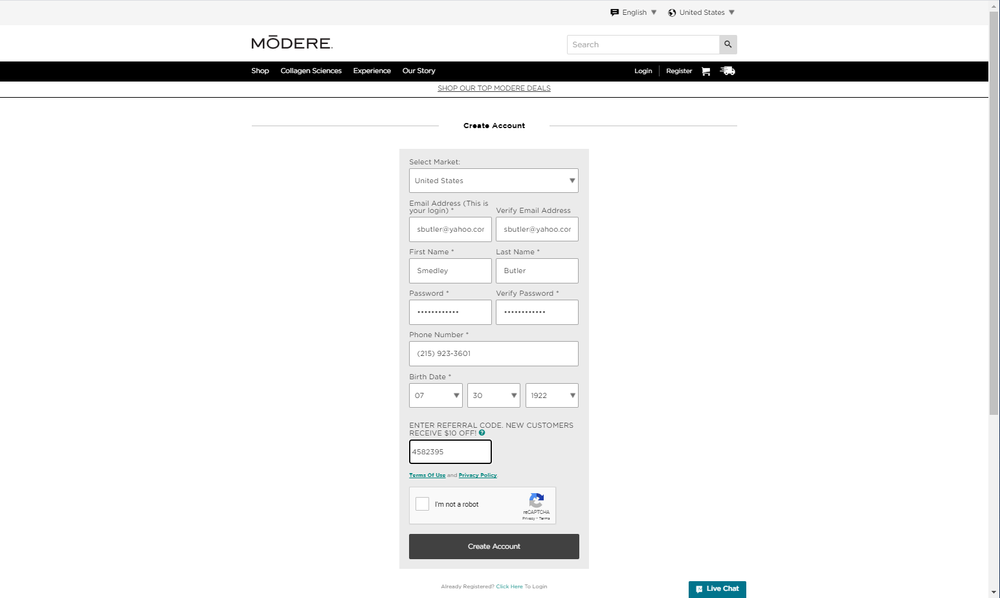 English
United States
MODERE.
Search
Shop Collagen Sciences Experience Our Story
Login Register
SHOP OUR TOP MODERE DEALS
Create Account
Select Market:
United States
Email Address (This is
your login) *
Verify Email Address
sbutler@yahoo.cor
sbutler@yahoo.cor
First Name *
Last Name *
Smedley
Butler
Password *
Verify Password *
••••••••••••
••••••••••••
Phone Number *
(215) 923-3601
Birth Date *
07
30
1922
ENTER REFERRAL CODE. NEW CUSTOMERS
RECEIVE $10 OFF! ?
4582395
Terms Of Use and Privacy Policy.
I'm not a robot
reCAPTCHA
Privacy - Terms
Create Account
Already Registered? Click Here To Login
Live Chat